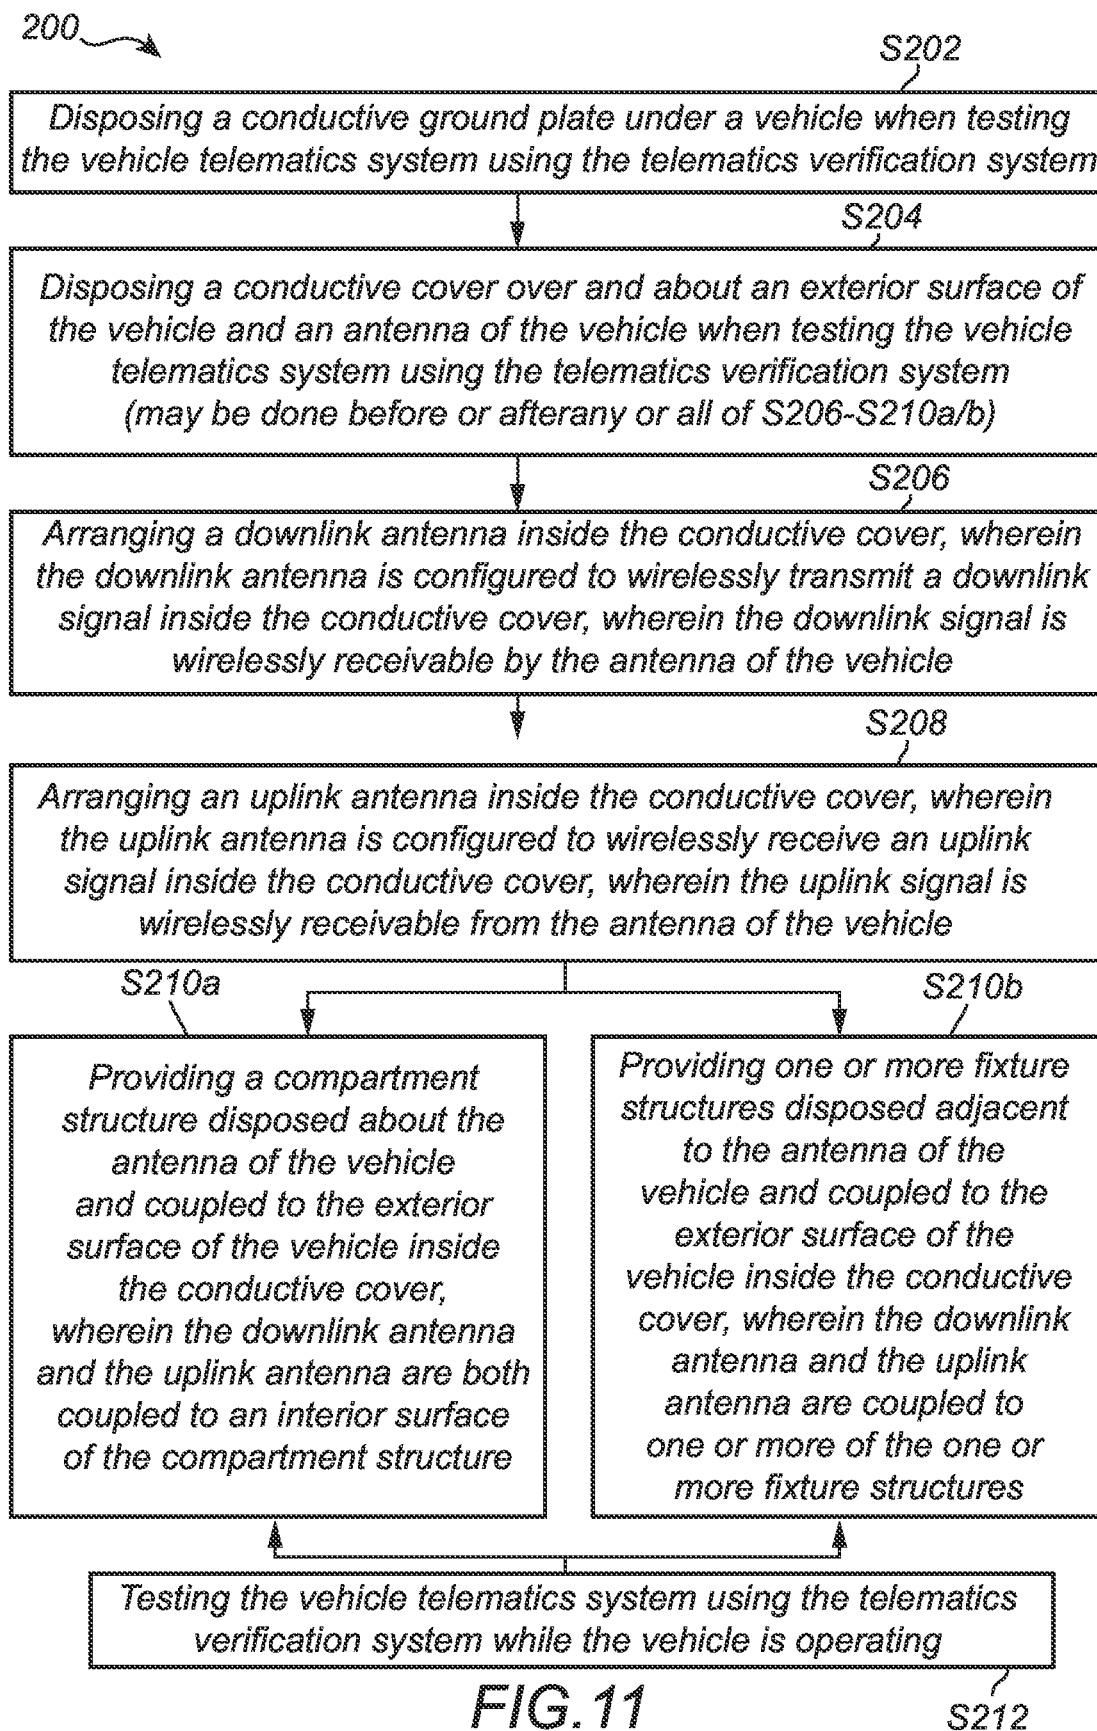 200
S202
Disposing a conductive ground plate under a vehicle when testing
the vehicle telematics system using the telematics verification system
S204
Disposing a conductive cover over and about an exterior surface of
the vehicle and an antenna of the vehicle when testing the vehicle
telematics system using the telematics verification system
(may be done before or afterany or all of S206-S210a/b)
S206
Arranging a downlink antenna inside the conductive cover, wherein
the downlink antenna is configured to wirelessly transmit a downlink
signal inside the conductive cover, wherein the downlink signal is
wirelessly receivable by the antenna of the vehicle
S208
Arranging an uplink antenna inside the conductive cover, wherein
the uplink antenna is configured to wirelessly receive an uplink
signal inside the conductive cover, wherein the uplink signal is
wirelessly receivable from the antenna of the vehicle
S210a
Providing a compartment
structure disposed about the
antenna of the vehicle
and coupled to the exterior
surface of the vehicle inside
the conductive cover,
wherein the downlink antenna
and the uplink antenna are both
coupled to an interior surface
of the compartment structure
S210b
Providing one or more fixture
structures disposed adjacent
to the antenna of the
vehicle and coupled to the
exterior surface of the
vehicle inside the conductive
cover, wherein the downlink
antenna and the uplink
antenna are coupled to
one or more of the one or
more fixture structures
Testing the vehicle telematics system using the telematics
verification system while the vehicle is operating
S212
FIG.11